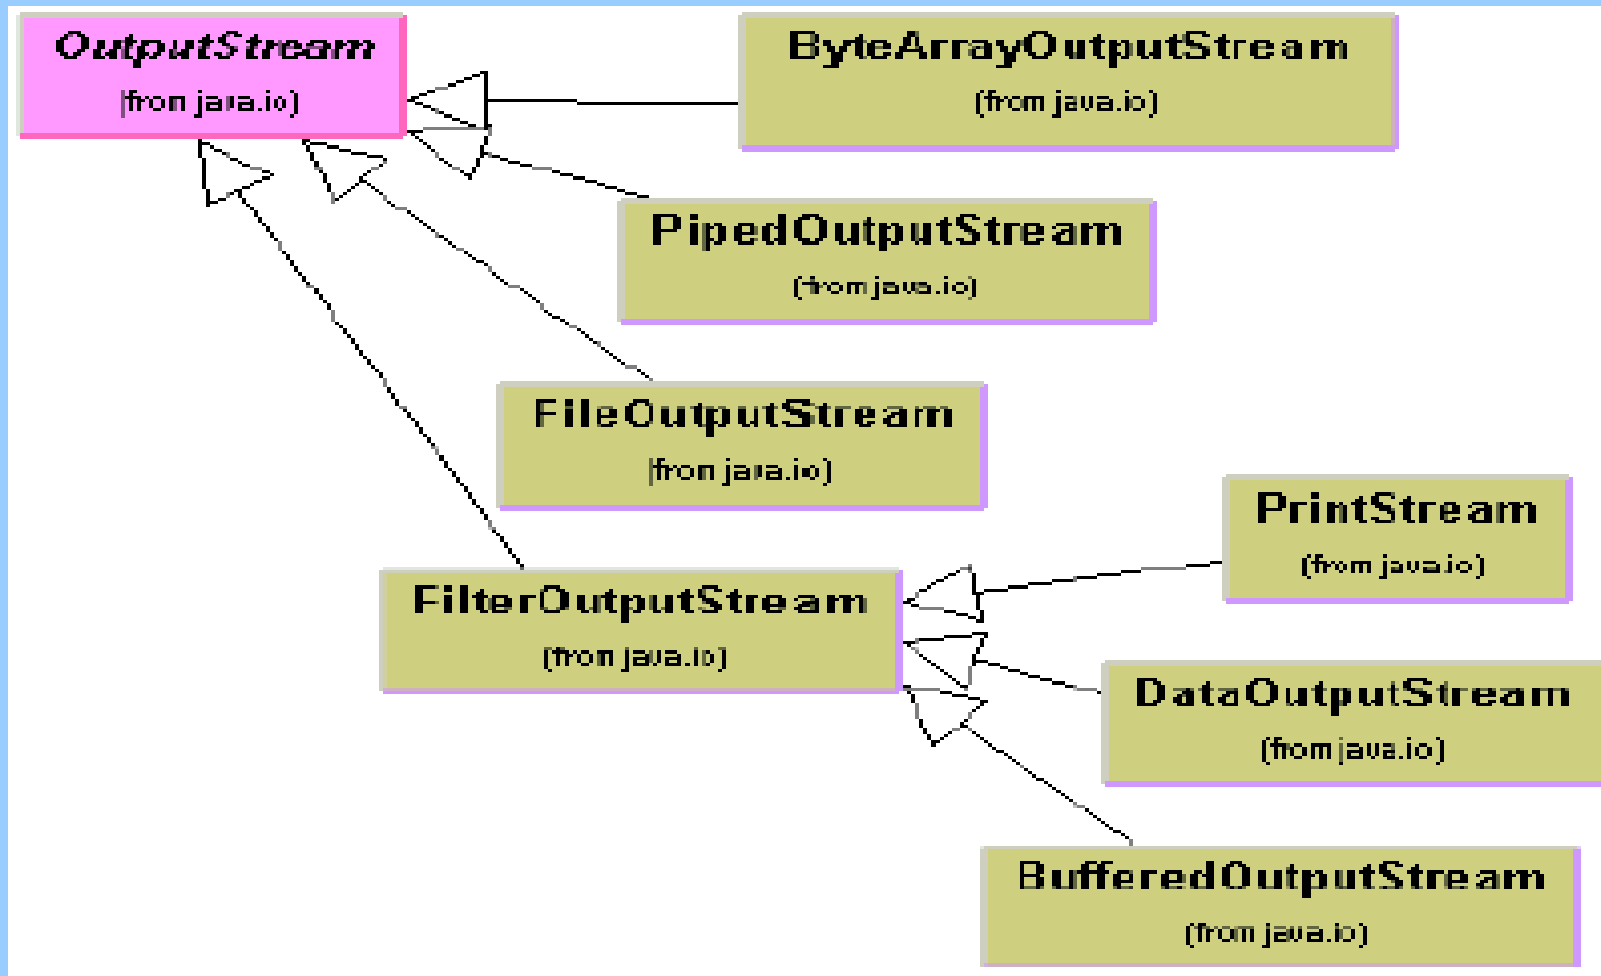 OutputStream
(from java.io)
ByteArrayOutputStream
(from java.io)
PipedOutputStream
(from java.io)
FileOutputStream
(from java.io)
PrintStream
(from java.io)
FilterOutputStream
(from java.io)
DataOutputStream
(from java.io)
BufferedOutputStream
(from java.io)